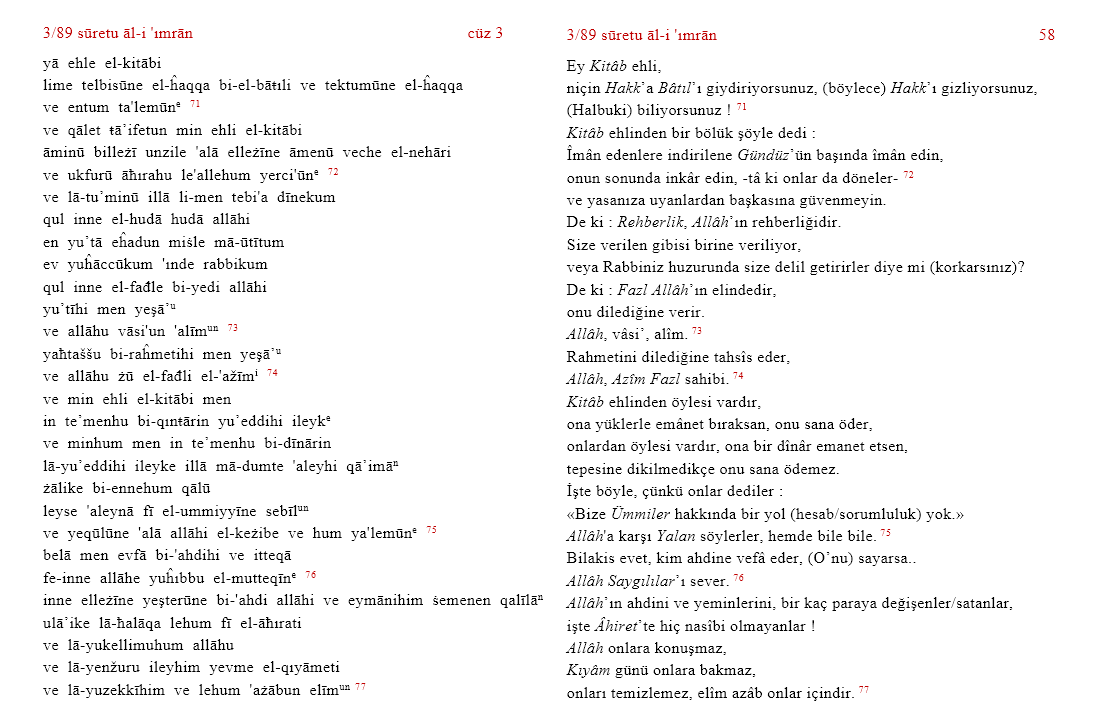 3/89 sūretu āl-i 'ımrān cüz 3
yā ehle el-kitābi
lime telbisūne el-ĥaqqa bi-el-bāŧıli ve tektumūne el-ĥaqqa
ve entum ta'lemūnᵉ 71
ve qālet ŧā’ifetun min ehli el-kitābi
āminū billeżī unzile 'alā elleżīne āmenū veche el-nehāri
ve ukfurū āħırahu le'allehum yerci'ūnᵉ 72
ve lā-tu’minū illā li-men tebi'a dīnekum
qul inne el-hudā hudā allāhi
en yu’tā eĥadun miśle mā-ūtītum
ev yuĥāccūkum 'ınde rabbikum
qul inne el-fađle bi-yedi allāhi
yu’tīhi men yeşā’ᵘ
ve allāhu vāsi'un 'alīmᵘⁿ 73
yaħtaššu bi-raĥmetihi men yeşā’ᵘ
ve allāhu żū el-fađli el-'ažīmⁱ 74
ve min ehli el-kitābi men
in te’menhu bi-qınŧārin yu’eddihi ileykᵉ
ve minhum men in te’menhu bi-dīnārin
lā-yu’eddihi ileyke illā mā-dumte 'aleyhi qā’imāⁿ
żālike bi-ennehum qālū
leyse 'aleynā fī el-ummiyyīne sebīlᵘⁿ
ve yeqūlūne 'alā allāhi el-keżibe ve hum ya'lemūnᵉ 75
belā men evfā bi-'ahdihi ve itteqā
fe-inne allāhe yuĥıbbu el-mutteqīnᵉ 76
inne elleżīne yeşterūne bi-'ahdi allāhi ve eymānihim śemenen qalīlāⁿ
ulā’ike lā-ħalāqa lehum fī el-āħırati
ve lā-yukellimuhum allāhu
ve lā-yenžuru ileyhim yevme el-qıyāmeti
ve lā-yuzekkīhim ve lehum 'ażābun elīmᵘⁿ 77
3/89 sūretu āl-i 'ımrān 58
Ey Kitâb ehli,
niçin Hakk’a Bâtıl’ı giydiriyorsunuz, (böylece) Hakk’ı gizliyorsunuz,
(Halbuki) biliyorsunuz ! 71
Kitâb ehlinden bir bölük şöyle dedi :
Îmân edenlere indirilene Gündüz’ün başında îmân edin,
onun sonunda inkâr edin, -tâ ki onlar da döneler- 72
ve yasanıza uyanlardan başkasına güvenmeyin.
De ki : Rehberlik, Allâh’ın rehberliğidir.
Size verilen gibisi birine veriliyor,
veya Rabbiniz huzurunda size delil getirirler diye mi (korkarsınız)?
De ki : Fazl Allâh’ın elindedir,
onu dilediğine verir.
Allâh, vâsi’, alîm. 73
Rahmetini dilediğine tahsîs eder,
Allâh, Azîm Fazl sahibi. 74
Kitâb ehlinden öylesi vardır,
ona yüklerle emânet bıraksan, onu sana öder,
onlardan öylesi vardır, ona bir dînâr emanet etsen,
tepesine dikilmedikçe onu sana ödemez.
İşte böyle, çünkü onlar dediler :
«Bize Ümmiler hakkında bir yol (hesab/sorumluluk) yok.»
Allâh'a karşı Yalan söylerler, hemde bile bile. 75
Bilakis evet, kim ahdine vefâ eder, (O’nu) sayarsa..
Allâh Saygılılar’ı sever. 76
Allâh’ın ahdini ve yeminlerini, bir kaç paraya değişenler/satanlar,
işte Âhiret’te hiç nasîbi olmayanlar !
Allâh onlara konuşmaz,
Kıyâm günü onlara bakmaz,
onları temizlemez, elîm azâb onlar içindir. 77